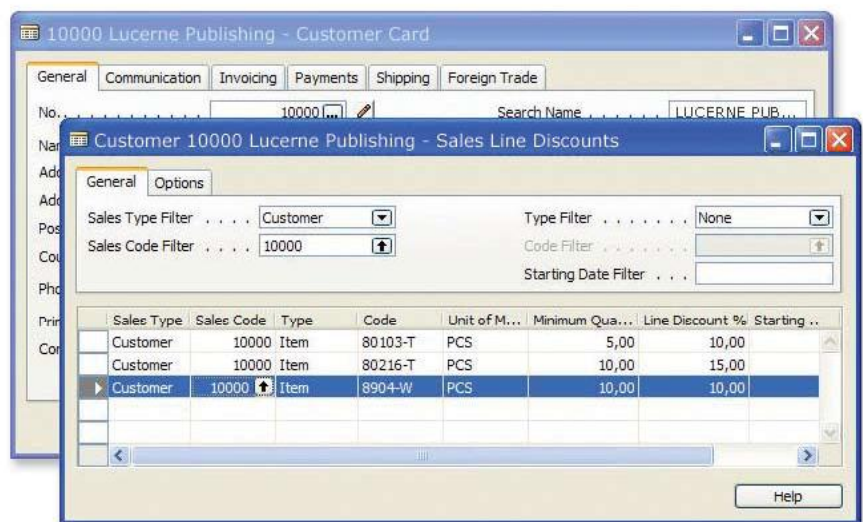 10000 Lucerne Publishing - Customer Card
General Communication Invoicing Payments Shipping Foreign Trade
No. . . . . . . . . . . . 10000 Search Name . . . . . . LUCERNE PUB...
Customer 10000 Lucerne Publishing - Sales Line Discounts
General Options
Sales Type Filter . . . . Customer Type Filter . . . . . . . None
Sales Code Filter . . . . 10000 Code Filter . . . . . . .
Starting Date Filter . . .
Sales Type Sales Code Type Code Unit of M... Minimum Qua... Line Discount % Starting ..
Customer 10000 Item 80103-T PCS 5,00 10,00
Customer 10000 Item 80216-T PCS 10,00 15,00
Customer 10000 Item 8904-W PCS 10,00 10,00
Help